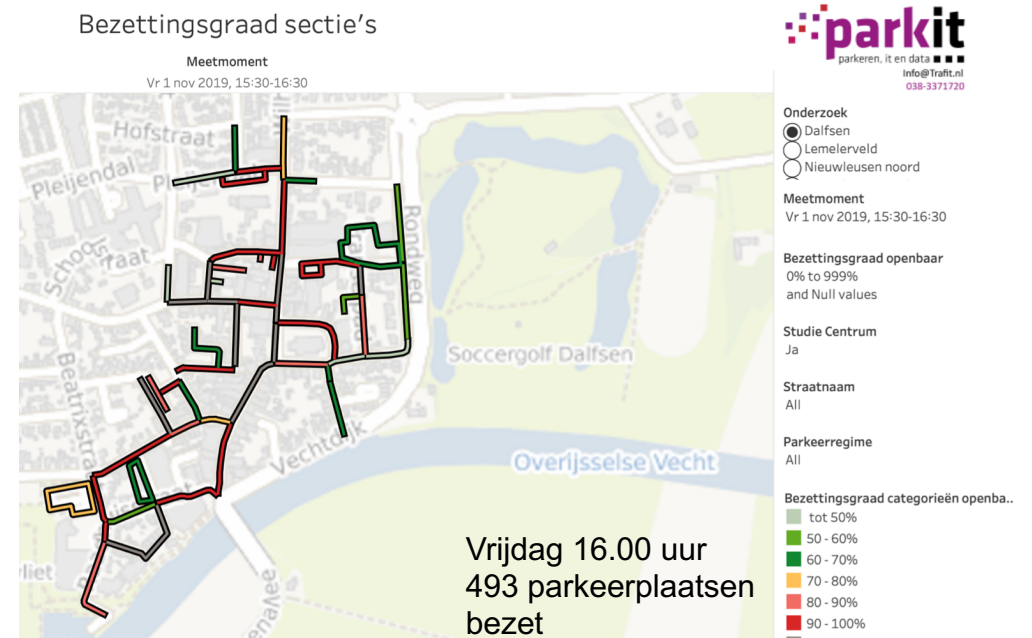 Bezettingsgraad sectie's
Meetmoment
Vr 1 nov 2019, 15:30-16:30
parkit
parkeren, it en data
Info@Trafit.nl
038-3371720
Onderzoek
Dalfsen
Lemelerveld
Nieuwleusen noord
Meetmoment
Vr 1 nov 2019, 15:30-16:30
Bezettingsgraad openbaar
0% to 999%
and Null values
Studie Centrum
Ja
Straatnaam
All
Parkeerregime
All
Bezettingsgraad categorieën openba..
tot 50%
50 - 60%
60 - 70%
70 - 80%
80 - 90%
90 - 100%
Hofstraat
Pleijendal
Rondweg
Soccergolf Dalfsen
Vechtdijk
Overijsselse Vecht
Vrijdag 16.00 uur
493 parkeerplaatsen
bezet